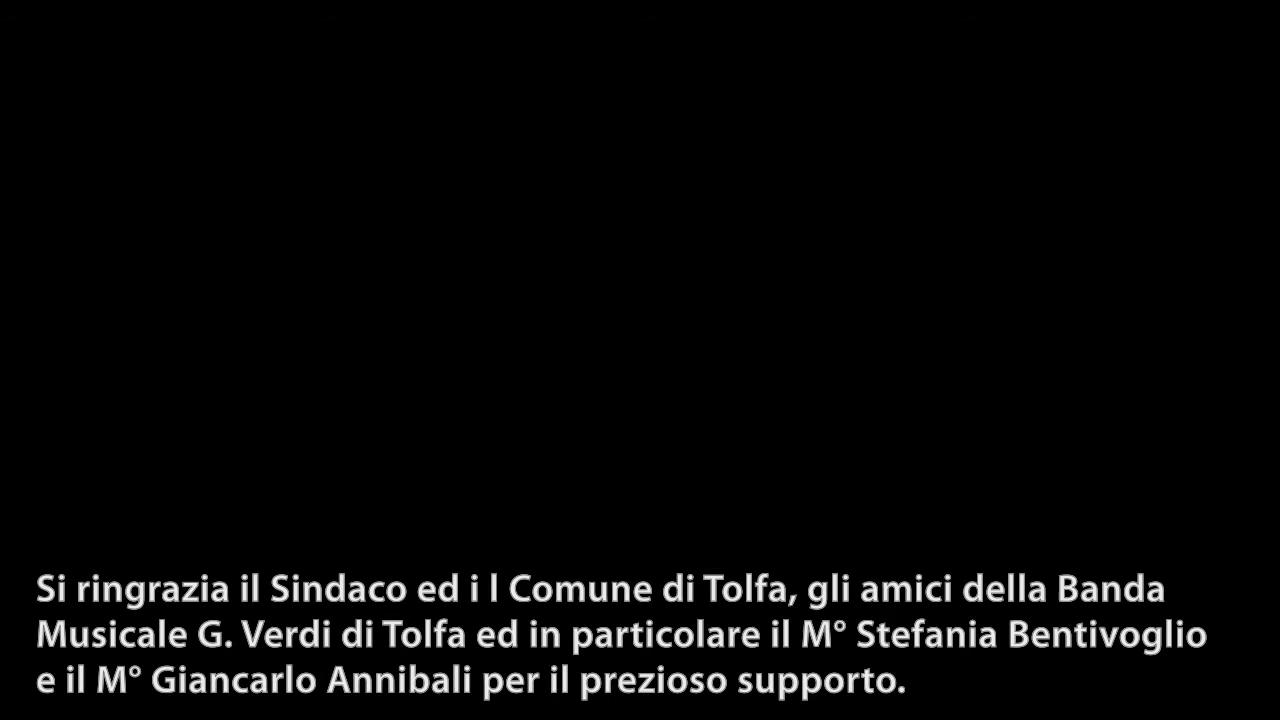 Si ringrazia il Sindaco ed i l Comune di Tolfa, gli amici della Banda
Musicale G. Verdi di Tolfa ed in particolare il M° Stefania Bentivoglio
e il M° Giancarlo Annibali per il prezioso supporto.